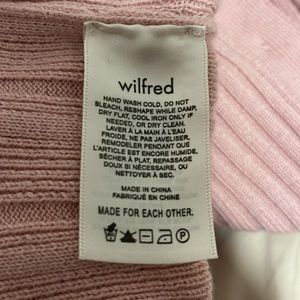 wilfred
HAND WASH COLD, DO NOT
BLEACH, RESHAPE WHILE DAMP,
DRY FLAT, COOL IRON ONLY IF
NEEDED, OR DRY CLEAN.
LAVER À LA MAIN À L'EAU
FROIDE, NE PAS JAVELISER,
REMODELER PENDANT QUE
L'ARTICLE EST ENCORE HUMIDE,
SÉCHER À PLAT, REPASSAGE
DOUX SI NÉCESSAIRE, OU
NETTOYER À SEC.
MADE IN CHINA
FABRIQUÉ EN CHINE
MADE FOR EACH OTHER.
P